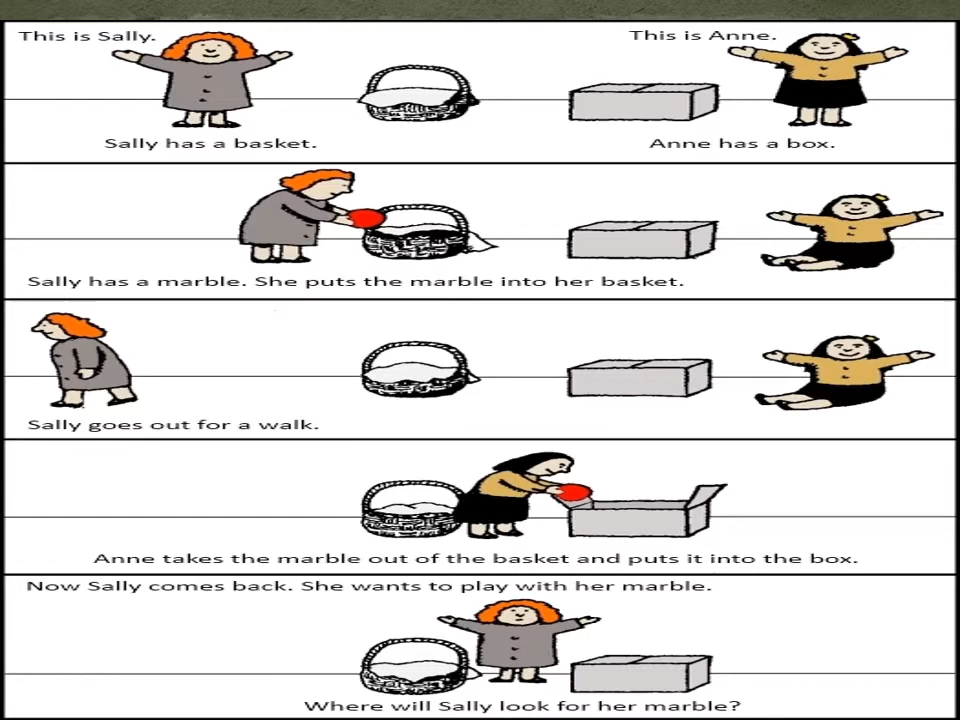 This is Sally.
This is Anne.
Sally has a basket.
Anne has a box.
Sally has a marble. She puts the marble into her basket.
Sally goes out for a walk.
Anne takes the marble out of the basket and puts it into the box.
Now Sally comes back. She wants to play with her marble.
Where will Sally look for her marble?